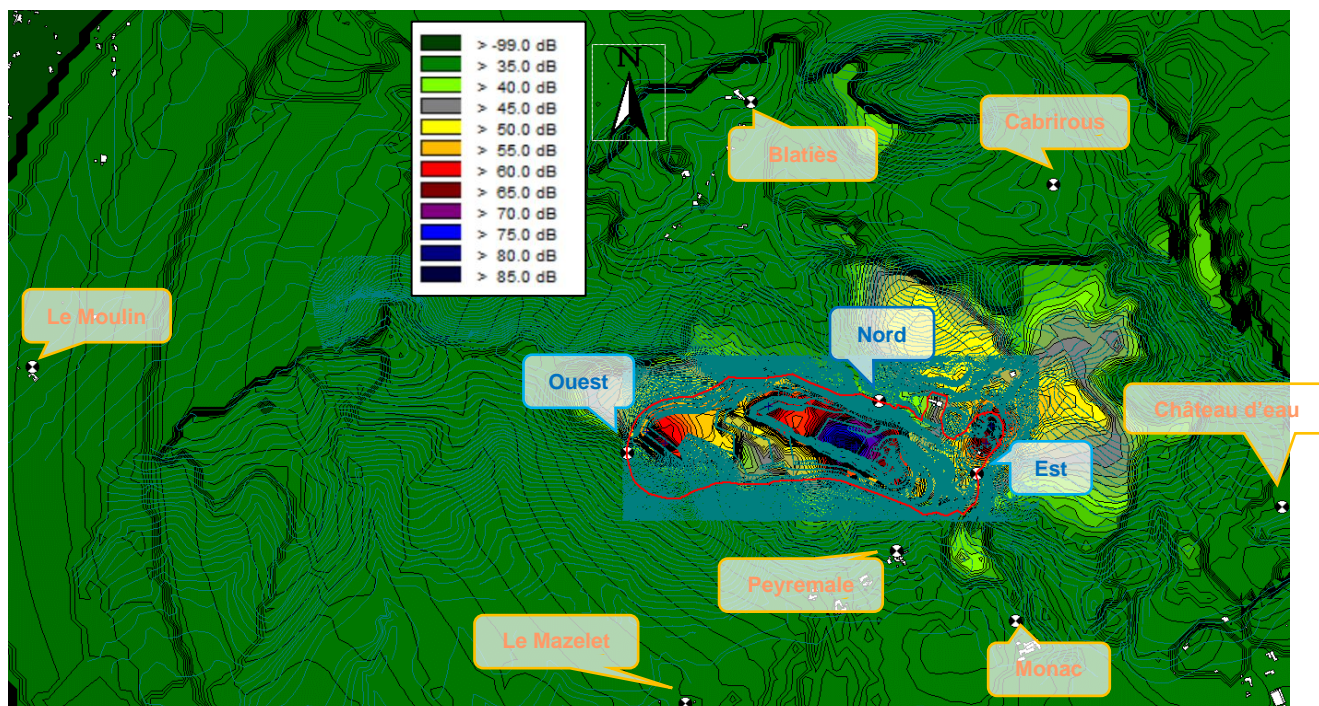 > -99.0 dB
> 35.0 dB
> 40.0 dB
> 45.0 dB
> 50.0 dB
> 55.0 dB
> 60.0 dB
> 65.0 dB
> 70.0 dB
> 75.0 dB
> 80.0 dB
> 85.0 dB
N
Blatiès
Cabrirous
Le Moulin
Nord
Ouest
Château d'eau
Est
Peyremale
Le Mazelet
Monac